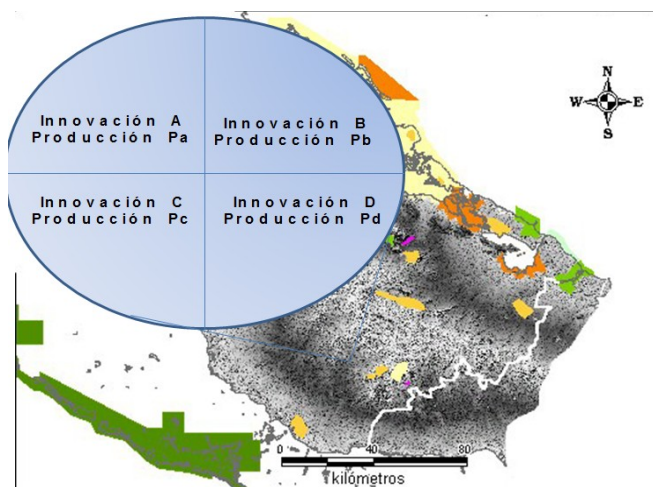 Innovación A
Producción Pa
Innovación B
Producción Pb
Innovación C
Producción Pc
Innovación D
Producción Pd
N
W E
S
0 40 80
kilómetros